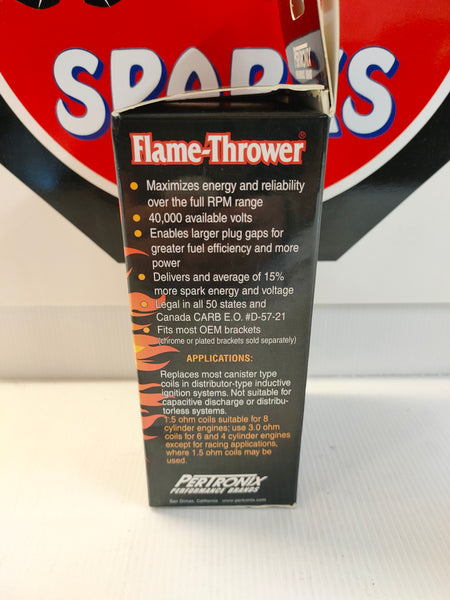 SPARKS
PERTRONIX
Flame-Thrower®
• Maximizes energy and reliability
over the full RPM range
• 40,000 available volts
• Enables larger plug gaps for
greater fuel efficiency and more
power
• Delivers and average of 15%
more spark energy and voltage
• Legal in all 50 states and
Canada CARB E.O. #D-57-21
• Fits most OEM brackets
(chrome or plated brackets sold separately)
APPLICATIONS:
Replaces most canister type
coils in distributor-type inductive
ignition systems. Not suitable for
capacitive discharge or distribu-
torless systems.
1.5 ohm coils suitable for 8
cylinder engines; use 3.0 ohm
coils for 6 and 4 cylinder engines
except for racing applications,
where 1.5 ohm coils may be
used.
PERTRONIX
PERFORMANCE BRANDS
San Dimas, California www.pertronix.com